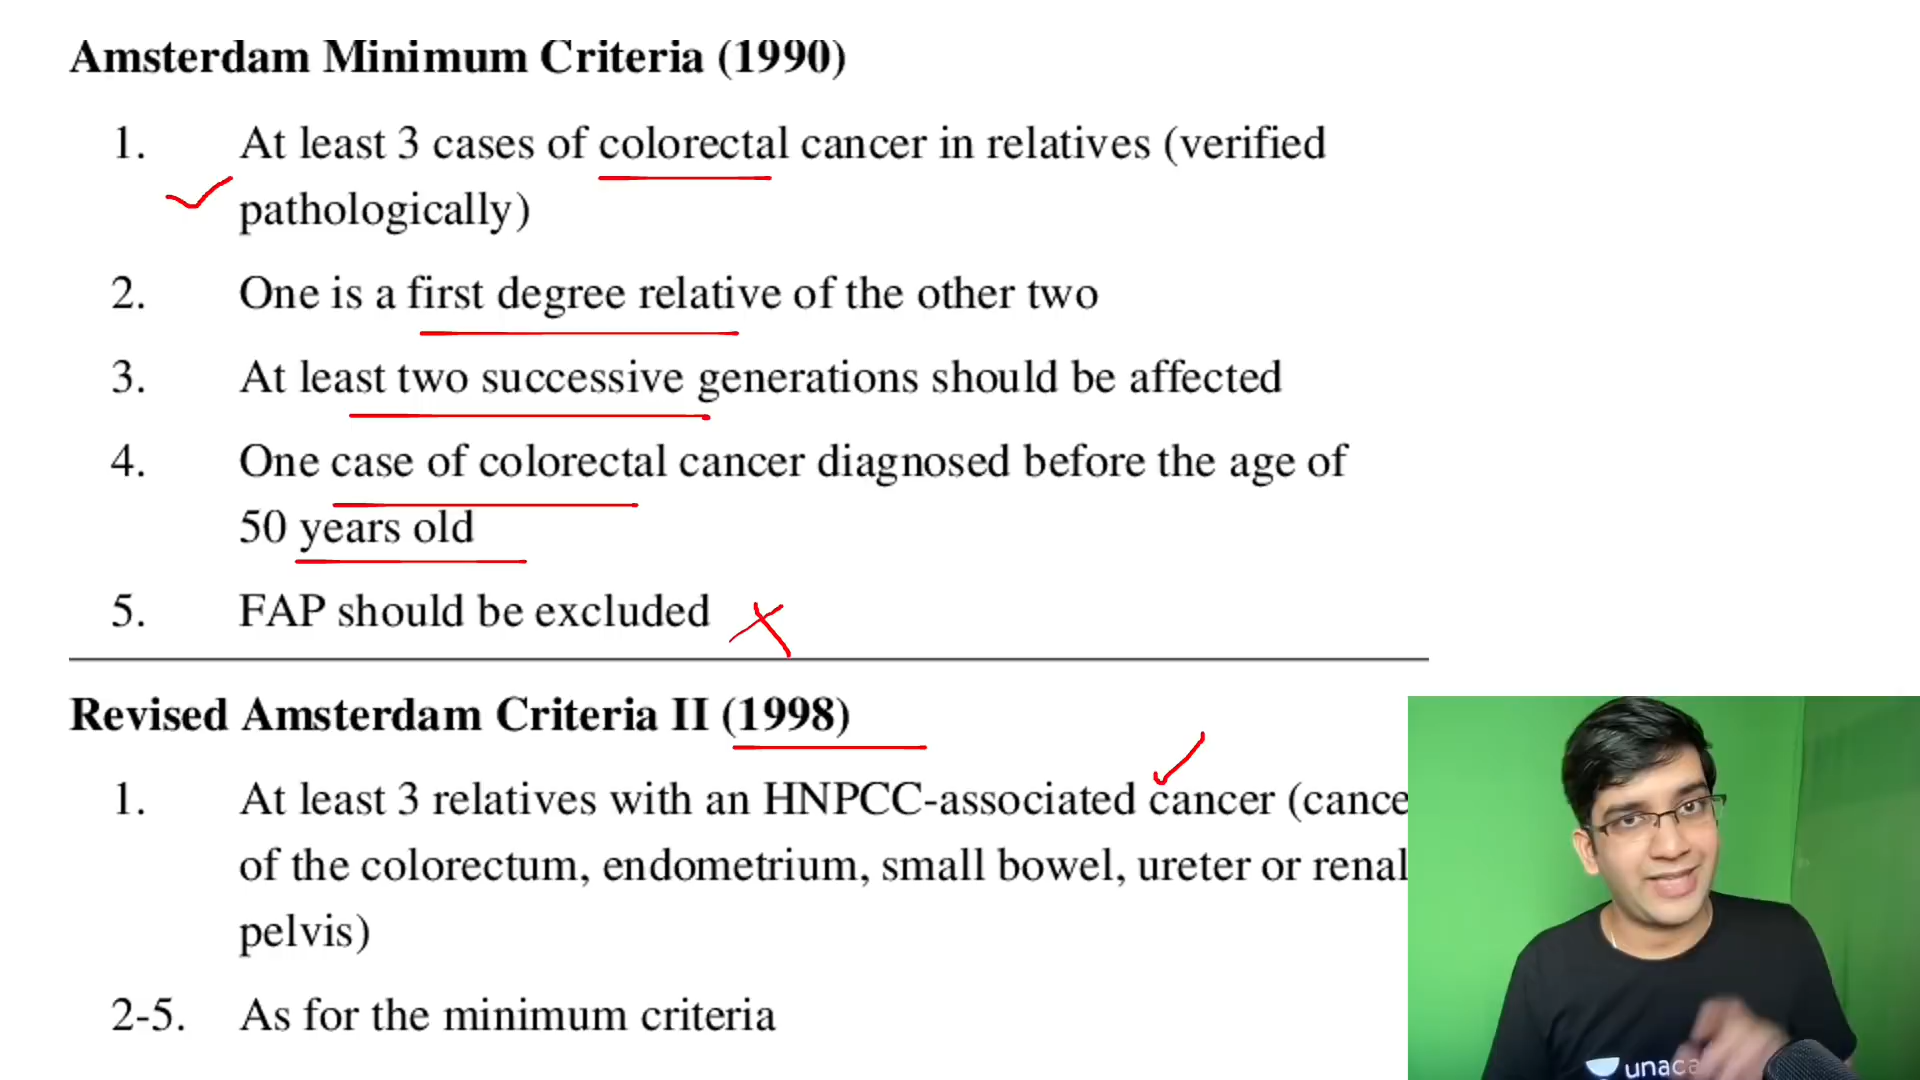 Amsterdam Minimum Criteria (1990)
1. At least 3 cases of colorectal cancer in relatives (verified
pathologically)
2. One is a first degree relative of the other two
3. At least two successive generations should be affected
4. One case of colorectal cancer diagnosed before the age of
50 years old
5. FAP should be excluded
Revised Amsterdam Criteria II (1998)
1. At least 3 relatives with an HNPCC-associated cancer (cance
of the colorectum, endometrium, small bowel, ureter or renal
pelvis)
2-5. As for the minimum criteria
unaca